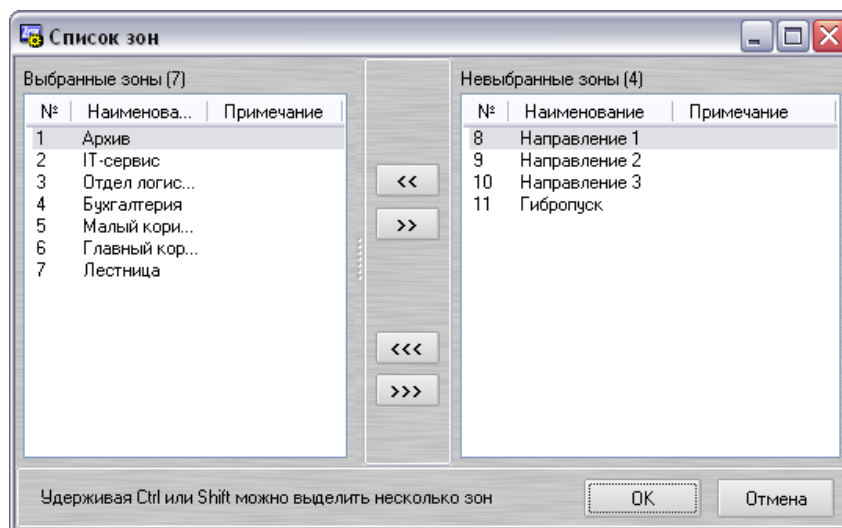 Список зон
Выбранные зоны (7)
№ Наименова... Примечание
1 Архив
2 IT-сервис
3 Отдел логис...
4 Бухгалтерия
5 Малый кори...
6 Главный кор...
7 Лестница
<<
>>
<<<
>>>
Невыбранные зоны (4)
№ Наименование Примечание
8 Направление 1
9 Направление 2
10 Направление 3
11 Гибропуск
Удерживая Ctrl или Shift можно выделить несколько зон
OK
Отмена